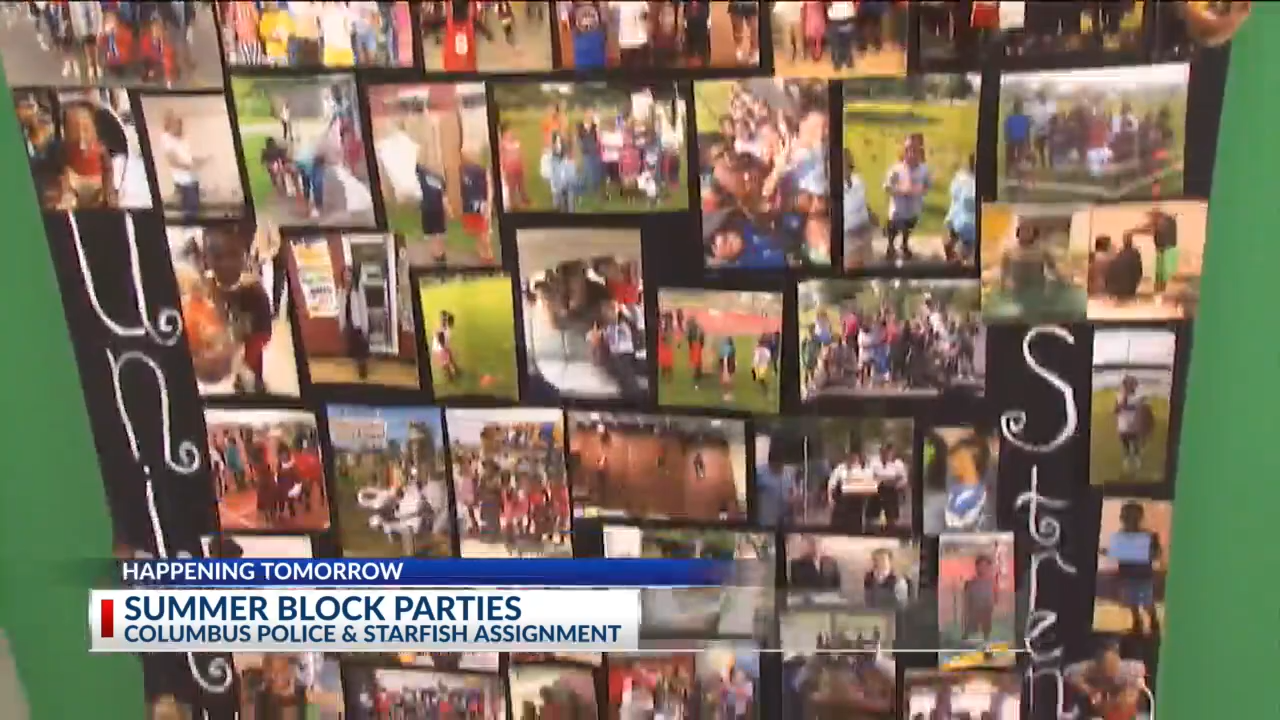 HAPPENING TOMORROW
SUMMER BLOCK PARTIES
COLUMBUS POLICE & STARFISH ASSIGNMENT